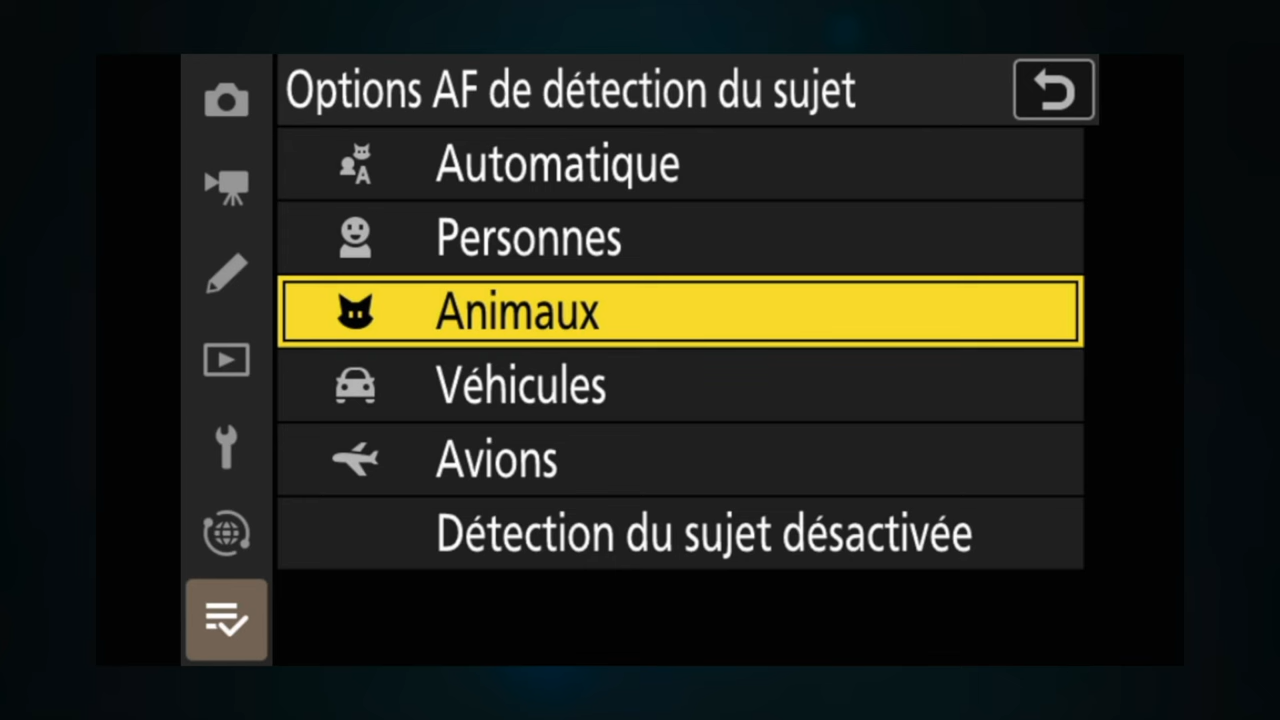 Options AF de détection du sujet
A Automatique
Personnes
Animaux
Véhicules
Avions
Détection du sujet désactivée